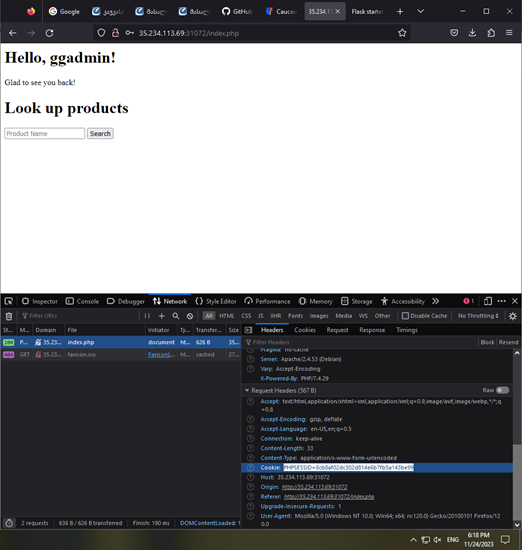 Google
GitHub
Cauca
35.234.11
Flask starte
35.234.113.69:31072/index.php
Hello, ggadmin!
Glad to see you back!
Look up products
Product Name
Search
Inspector Console Debugger Network Style Editor Performance Memory Storage Accessibility 1
Filter URLs All HTML CSS JS XHR Fonts Images Media WS Other Disable Cache No Throttling
St... M... Domain File Initiator Ty... Transfer... Size
Headers Cookies Request Response Timings
200 P... 35.23... index.php document ht... 626 B 35...
Filter Headers Block Resend
GET 35.23... favicon.ico FaviconL... ht... cached 27...
Pragma: no-cache
Server: Apache/2.4.53 (Debian)
Vary: Accept-Encoding
X-Powered-By: PHP/7.4.29
Request Headers (567 B) Raw
Accept: text/html,application/xhtml+xml,application/xml;q=0.9,image/avif,image/webp,*/*;q
=0.8
Accept-Encoding: gzip, deflate
Accept-Language: en-US,en;q=0.5
Connection: keep-alive
Content-Length: 33
Content-Type: application/x-www-form-urlencoded
Cookie: PHPSESSID=8cb8af02dc302d814e6b7fb5a143be99
Host: 35.234.113.69:31072
Origin: http://35.234.113.69:31072
Referer: http://35.234.113.69:31072/index.php
Upgrade-Insecure-Requests: 1
User-Agent: Mozilla/5.0 (Windows NT 10.0; Win64; x64; rv:120.0) Gecko/20100101 Firefox/12
0.0
2 requests 636 B / 626 B transferred Finish: 190 ms DOMContentLoaded: 1
ENG 6:18 PM
11/24/2023